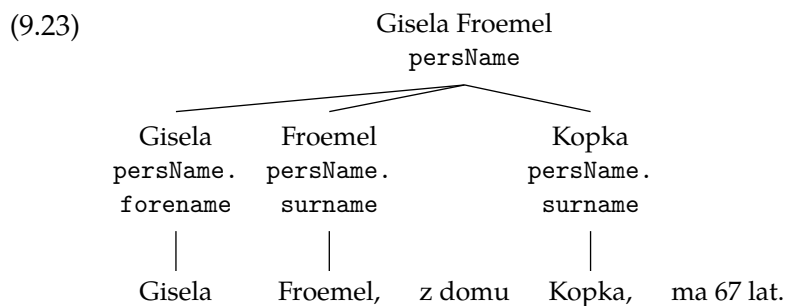 (9.23) Gisela Froemel
persName
Gisela Froemel Kopka
persName. persName. persName.
forename surname surname
Gisela Froemel, z domu Kopka, ma 67 lat.